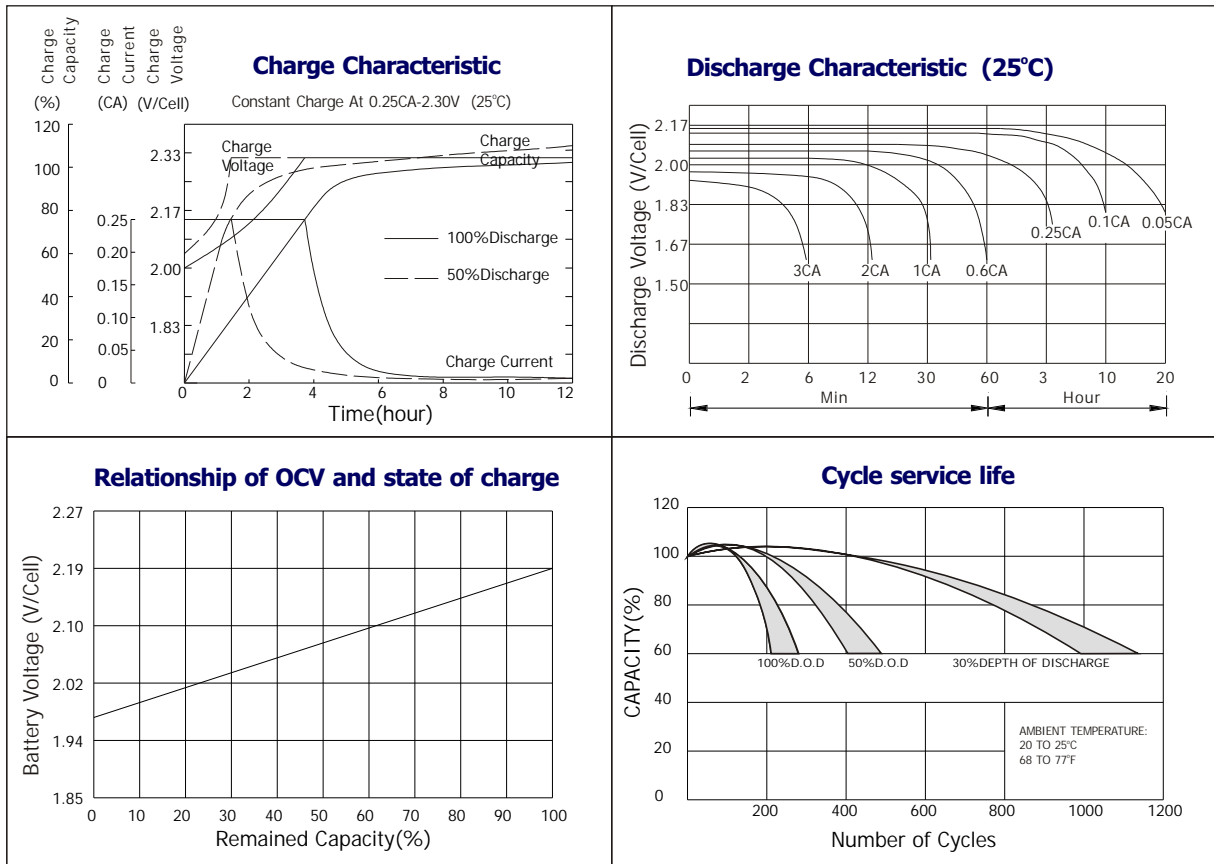 Charge
Capacity
Charge
Current
Charge
Voltage
(%)
(CA)
(V/Cell)
Charge Characteristic
Constant Charge At 0.25CA-2.30V (25°C)
120
100
80
60
40
20
0
0.25
0.20
0.15
0.10
0.05
0
2.33
2.17
2.00
1.83
Charge
Voltage
Charge
Capacity
100%Discharge
50%Discharge
Charge Current
0 2 4 6 8 10 12
Time(hour)
Discharge Characteristic (25°C)
Discharge Voltage (V/Cell)
2.17
2.00
1.83
1.67
1.50
3CA
2CA
1CA
0.6CA
0.25CA
0.1CA
0.05CA
0 2 6 12 30 60 3 10 20
Min
Hour
Relationship of OCV and state of charge
Battery Voltage (V/Cell)
2.27
2.19
2.10
2.02
1.94
1.85
0 10 20 30 40 50 60 70 80 90 100
Remained Capacity(%)
Cycle service life
CAPACITY(%)
120
100
80
60
40
20
0
100%D.O.D
50%D.O.D
30%DEPTH OF DISCHARGE
AMBIENT TEMPERATURE:
20 TO 25°C
68 TO 77°F
200 400 600 800 1000 1200
Number of Cycles